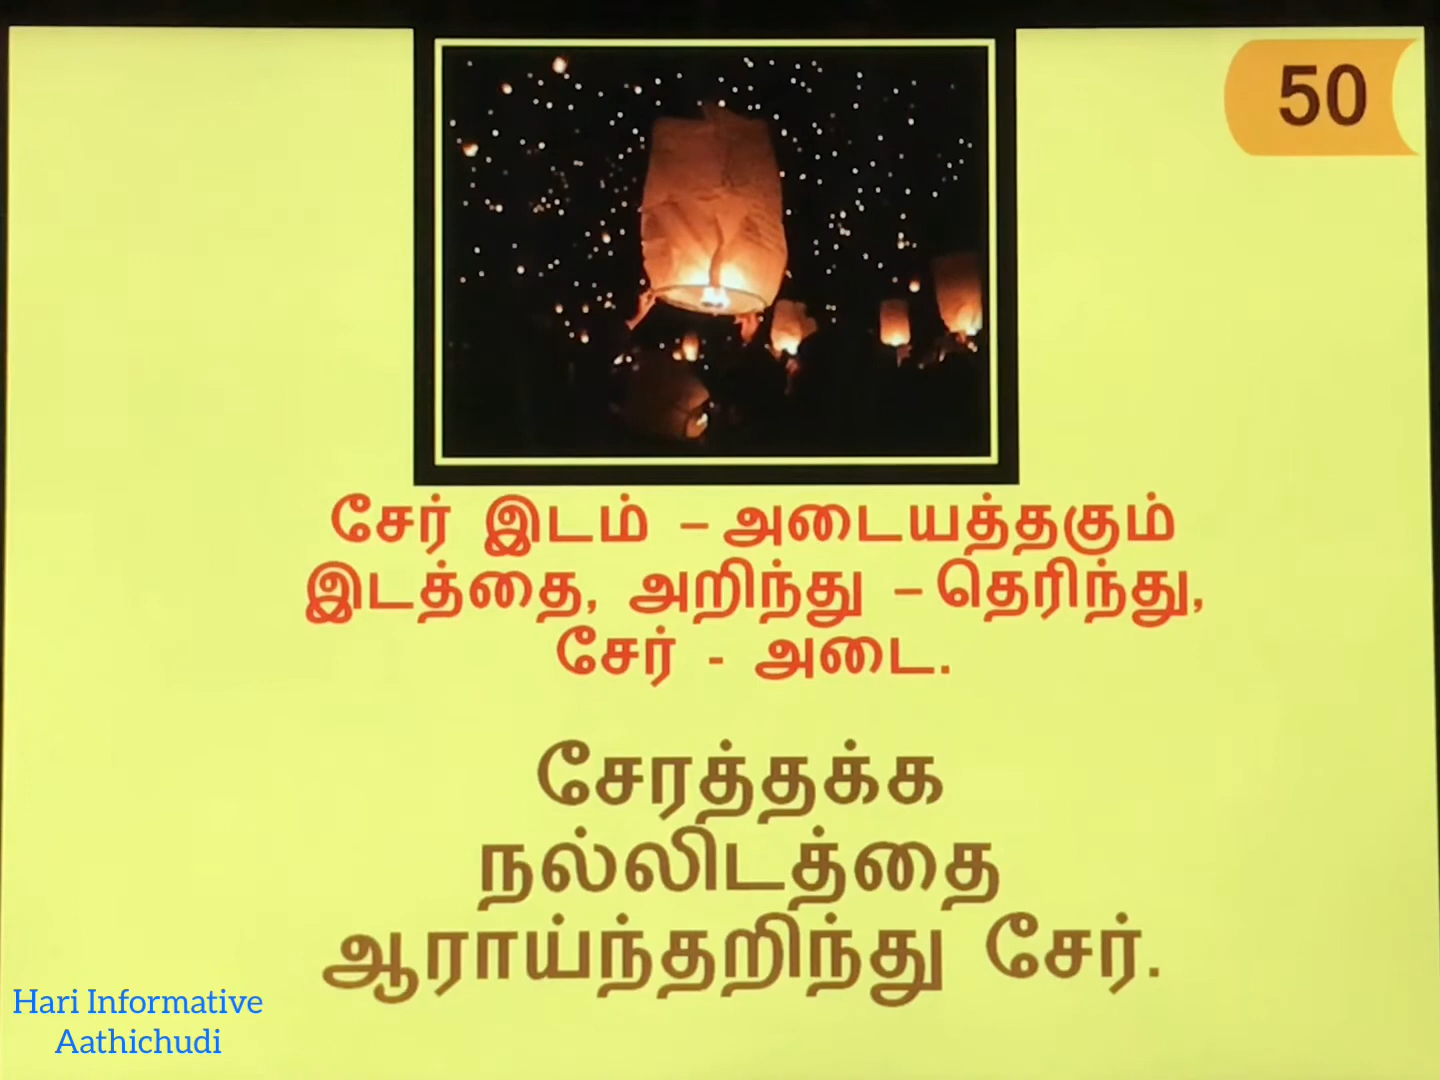 50
சேர் இடம் – அடையத்தகும்
இடத்தை, அறிந்து – தெரிந்து,
சேர் - அடை.
சேரத்தக்க
நல்லிடத்தை
ஆராய்ந்தறிந்து சேர்.
Hari Informative
Aathichudi